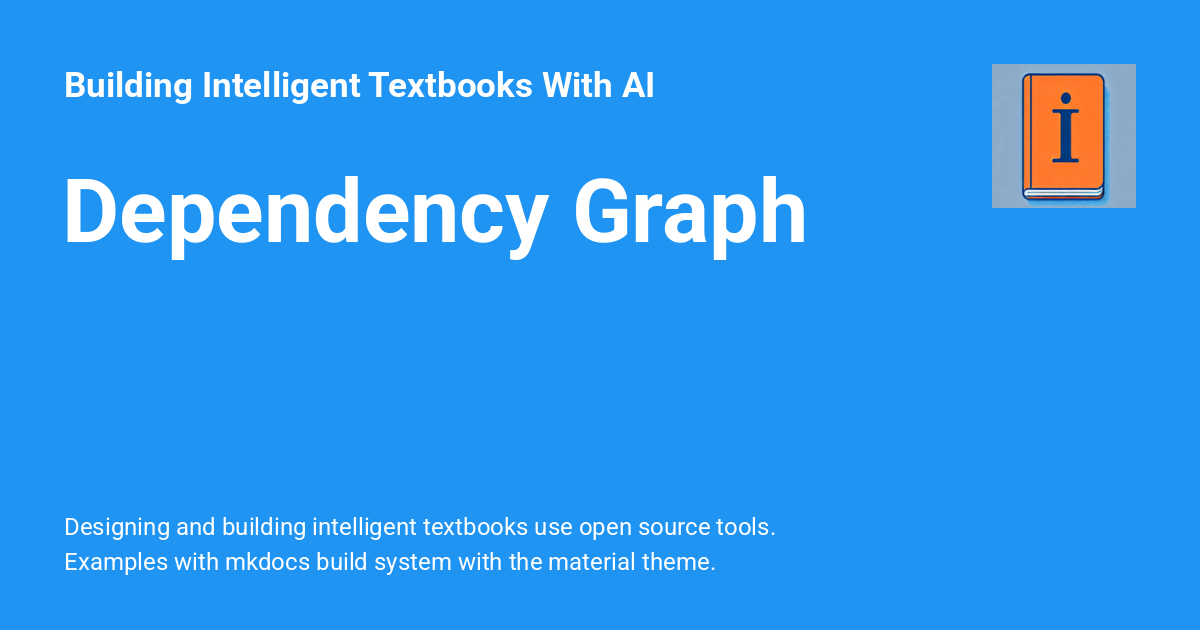 Building Intelligent Textbooks With AI
Dependency Graph
i
Designing and building intelligent textbooks use open source tools.
Examples with mkdocs build system with the material theme.